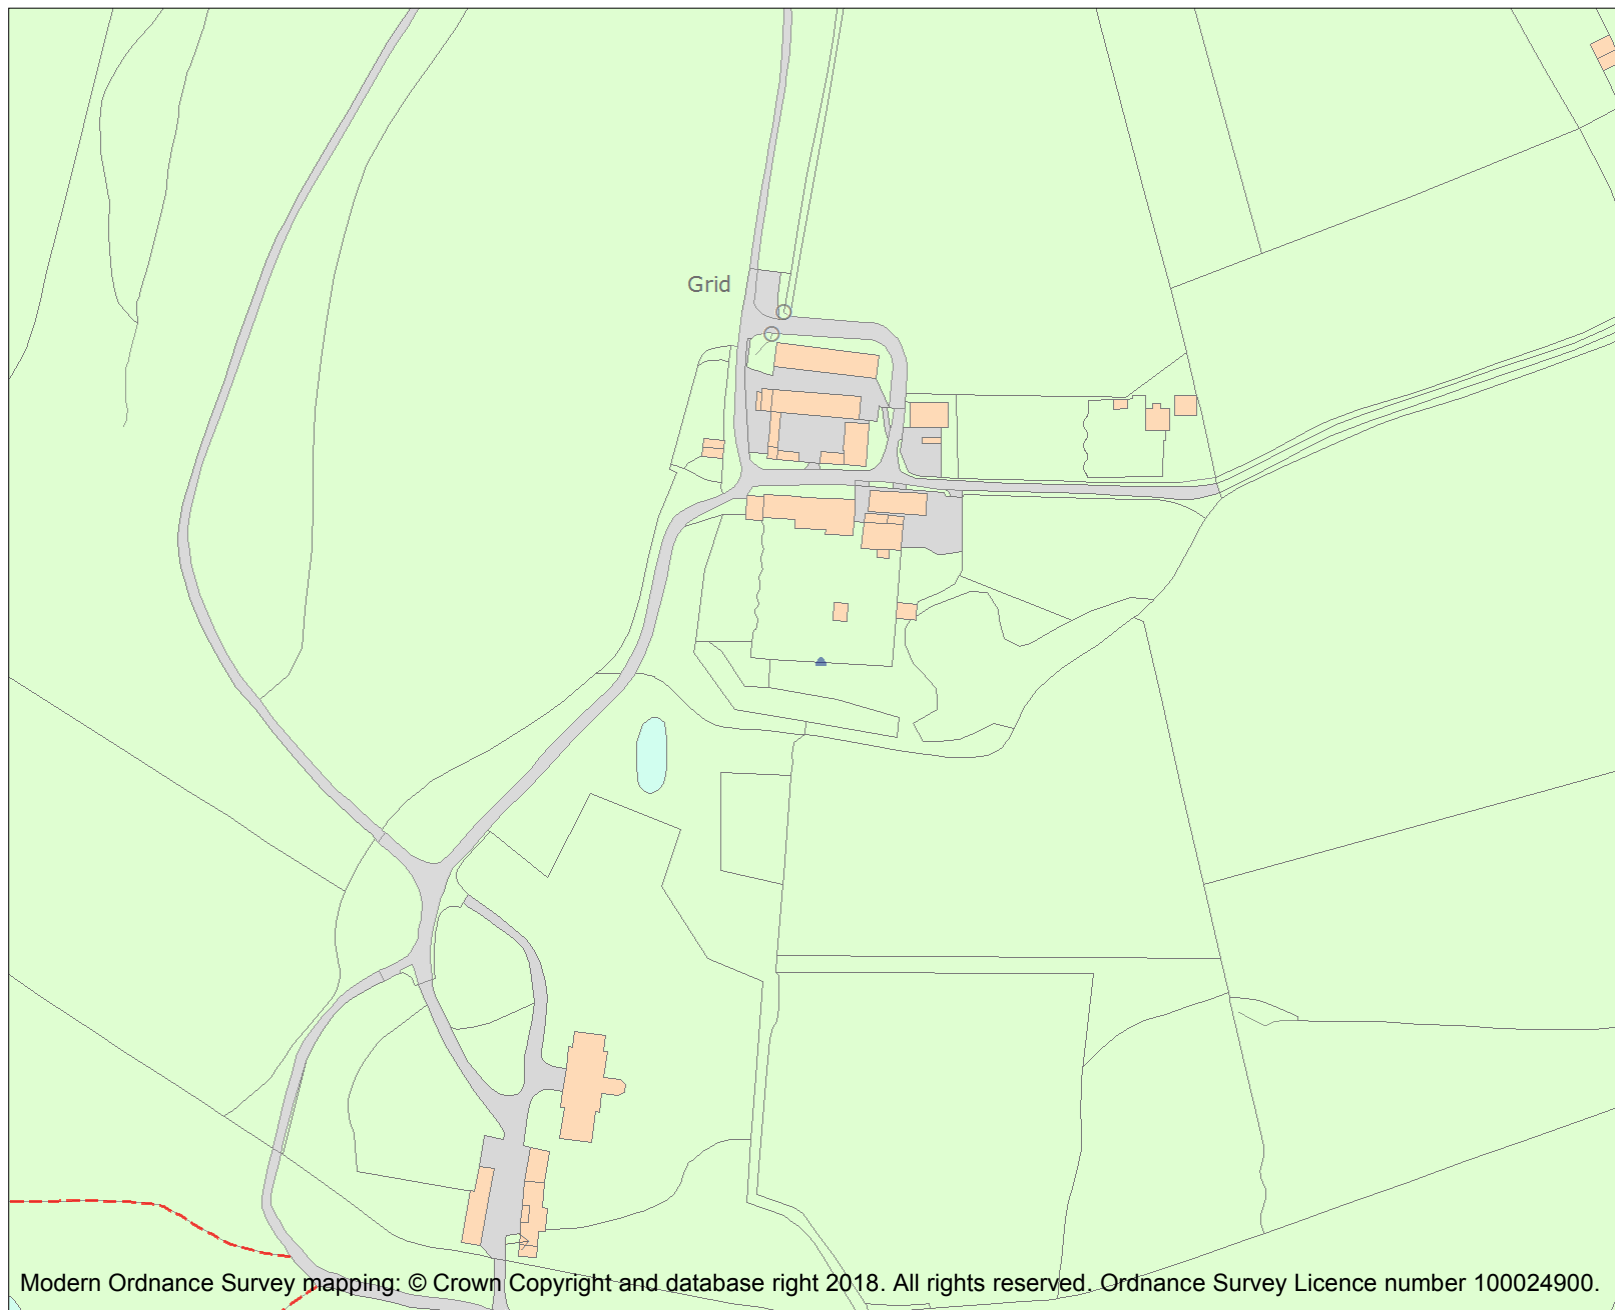 Grid
Modern Ordnance Survey mapping: © Crown Copyright and database right 2018. All rights reserved. Ordnance Survey Licence number 100024900.